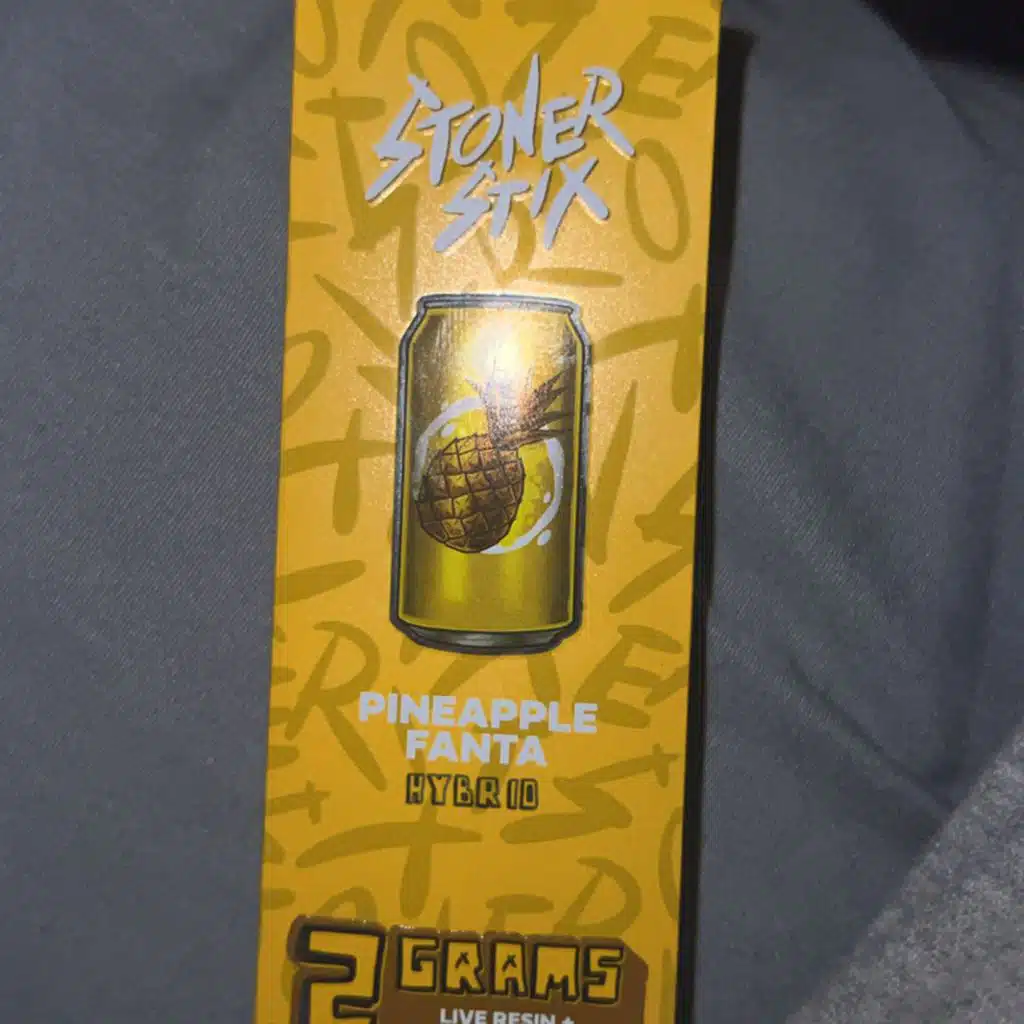 STONER
STIX
PINEAPPLE
FANTA
HYBRID
2 GRAMS
LIVE RESIN +